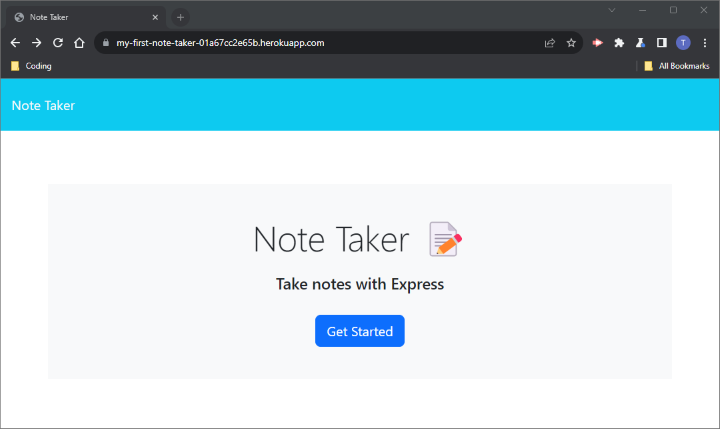 Note Taker
my-first-note-taker-01a67cc2e65b.herokuapp.com
T
Coding
All Bookmarks
Note Taker
Note Taker
Take notes with Express
Get Started